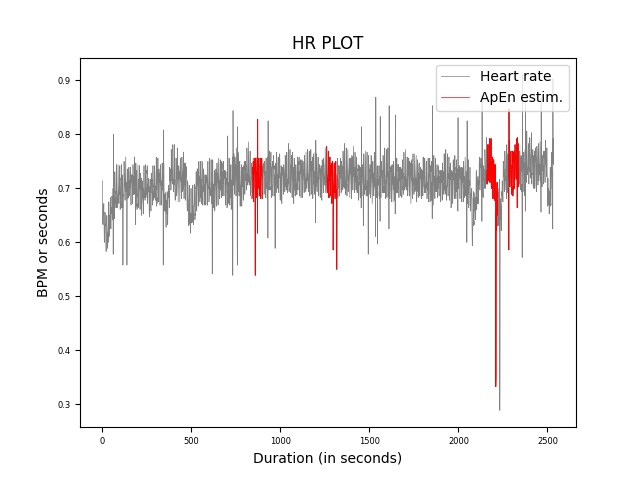 HR PLOT
Heart rate
ApEn estim.
BPM or seconds
0.9
0.8
0.7
0.6
0.5
0.4
0.3
0
500
1000
1500
2000
2500
Duration (in seconds)